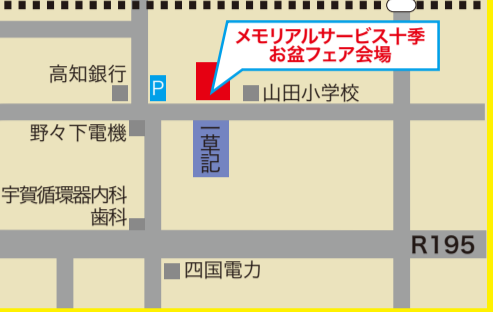 メモリアルサービス十季
お盆フェア会場
高知銀行
P
山田小学校
野々下電機
一草記
宇賀循環器内科
歯科
R195
四国電力